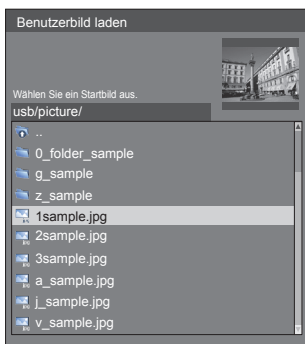 Benutzerbild laden
Wählen Sie ein Startbild aus.
usb/picture/
..
0_folder_sample
g_sample
z_sample
1sample.jpg
2sample.jpg
3sample.jpg
a_sample.jpg
j_sample.jpg
v_sample.jpg